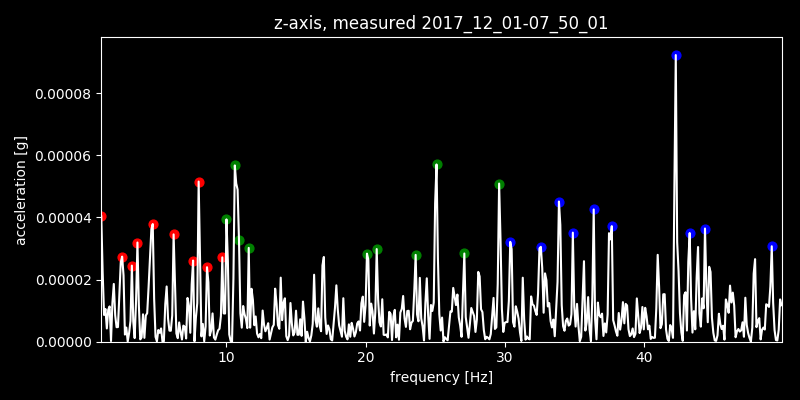 z-axis, measured 2017_12_01-07_50_01
acceleration [g]
0.00008
0.00006
0.00004
0.00002
0.00000
10 20 30 40
frequency [Hz]